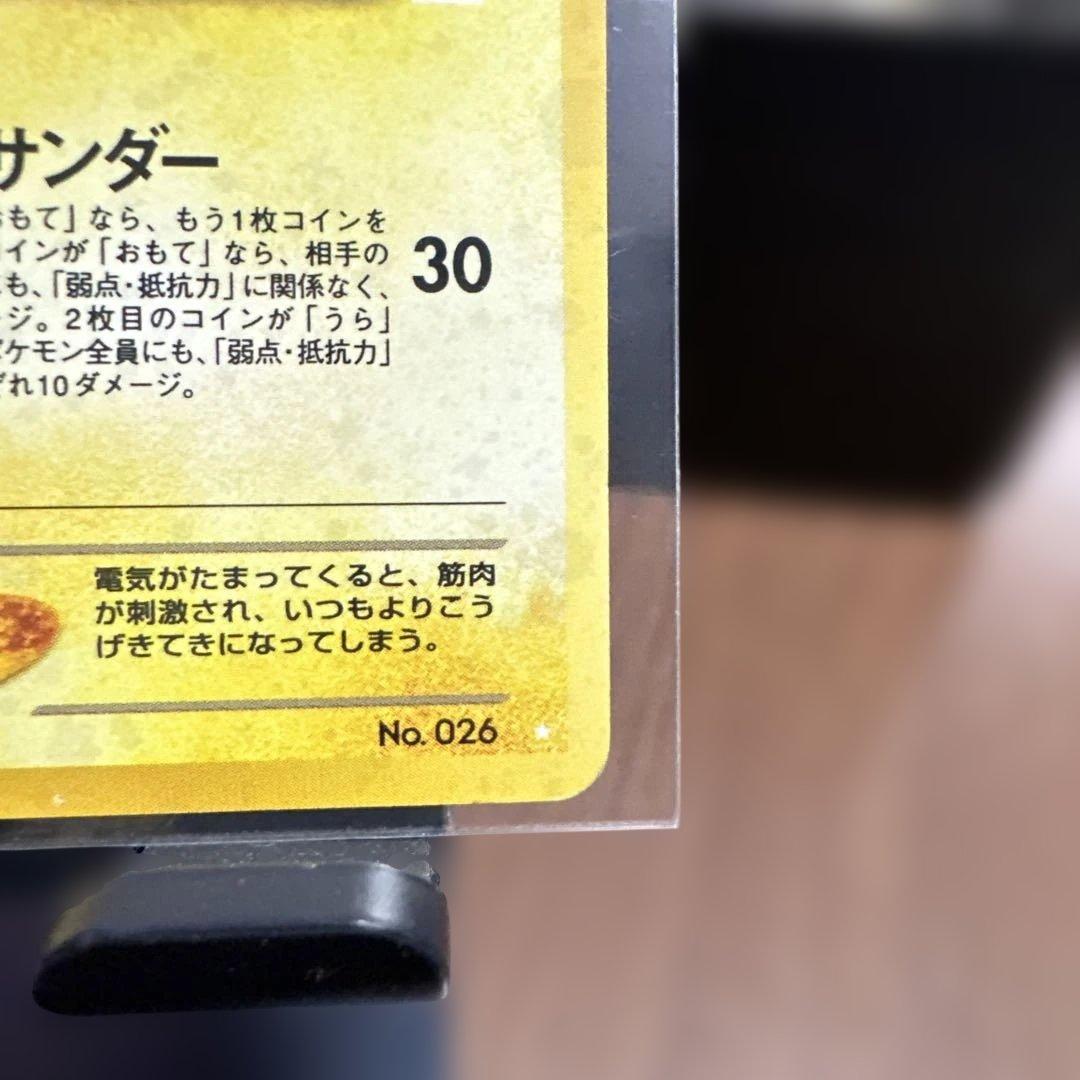 サンダー
おもて」なら、もう1枚コインを
コインが「おもて」なら、相手の
も、「弱点・抵抗力」に関係なく、
30
ージ。2枚目のコインが「うら」
ポケモン全員にも、「弱点・抵抗力」
ぞれ10ダメージ。
電気がたまってくると、筋肉
が刺激され、いつもよりこう
げきてきになってしまう。
No. 026